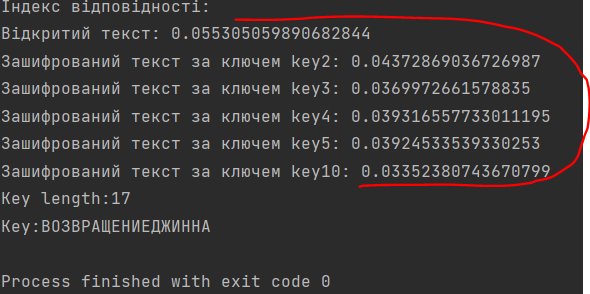 Індекс відповідності:
Відкритий текст: 0.055305059890682844
Зашифрований текст за ключем key2: 0.04372869036726987
Зашифрований текст за ключем key3: 0.0369972661578835
Зашифрований текст за ключем key4: 0.039316557733011195
Зашифрований текст за ключем key5: 0.03924533539330253
Зашифрований текст за ключем key10: 0.03352380743670799
Key length:17
Key:ВОЗВРАЩЕНИЕДЖИННА
Process finished with exit code 0